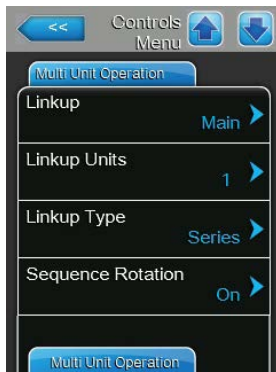 << Controls
Menu
Multi Unit Operation
Linkup
Main
Linkup Units
1
Linkup Type
Series
Sequence Rotation
On
Multi Unit Operation